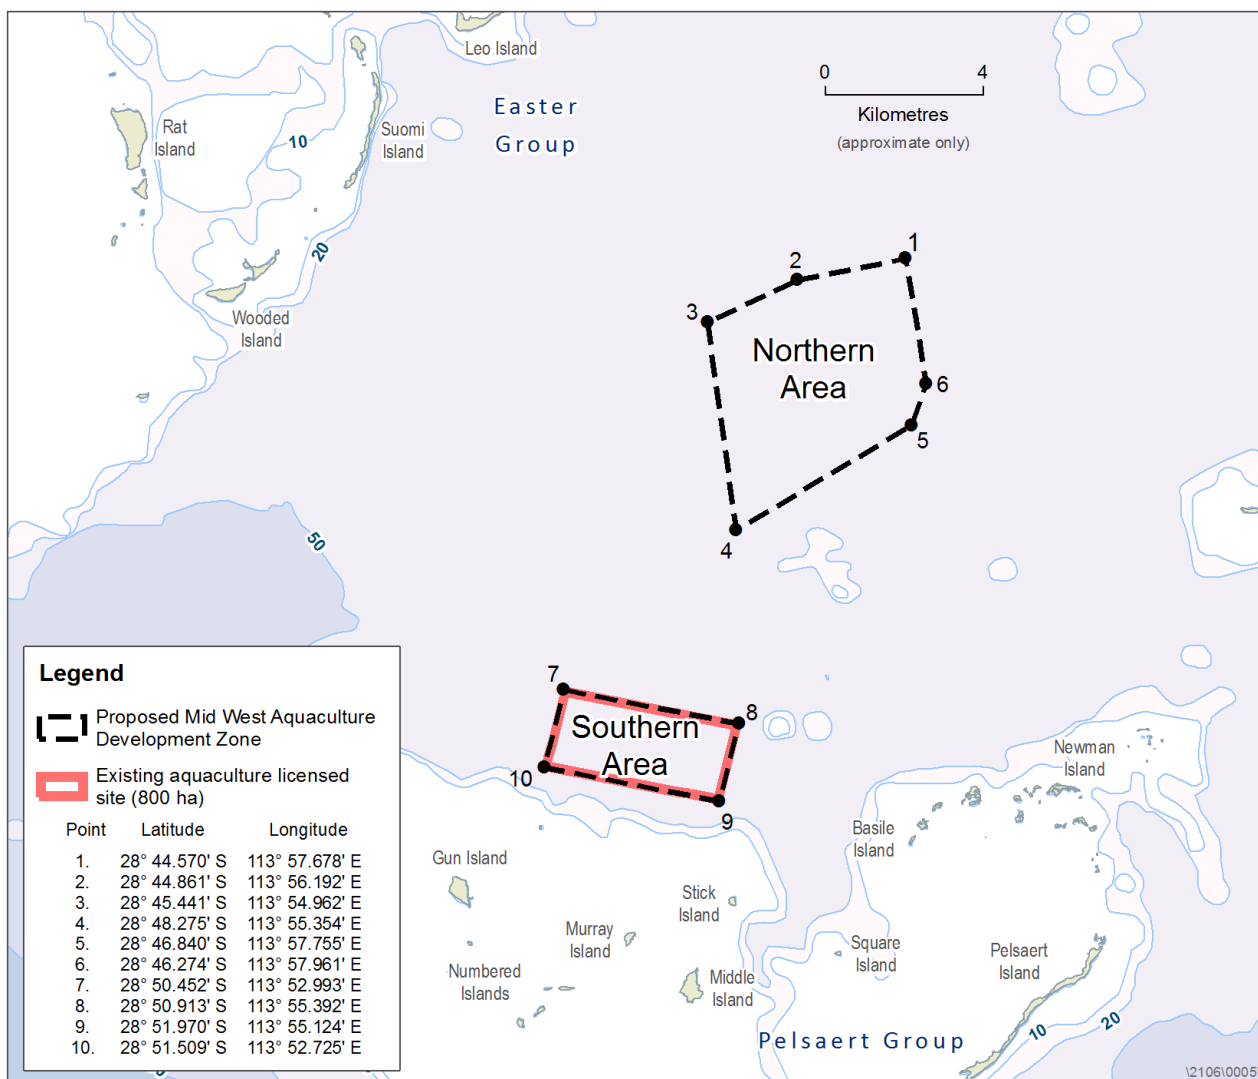 Leo Island
0 4
Kilometres
(approximate only)
Easter
Group
Rat
Island
10
Suomi
Island
20
Wooded
Island
1
2
3
Northern
Area
6
5
4
50
7
8
Southern
Area
10
9
Newman
Island
Basile
Island
Gun Island
Stick
Island
Murray
Island
Square
Island
Pelsaert
Island
Numbered
Islands
Middle
Island
Pelsaert Group
10
20
Legend
Proposed Mid West Aquaculture
Development Zone
Existing aquaculture licensed
site (800 ha)
Point Latitude Longitude
1. 28° 44.570' S 113° 57.678' E
2. 28° 44.861' S 113° 56.192' E
3. 28° 45.441' S 113° 54.962' E
4. 28° 48.275' S 113° 55.354' E
5. 28° 46.840' S 113° 57.755' E
6. 28° 46.274' S 113° 57.961' E
7. 28° 50.452' S 113° 52.993' E
8. 28° 50.913' S 113° 55.392' E
9. 28° 51.970' S 113° 55.124' E
10. 28° 51.509' S 113° 52.725' E
\2106\0005